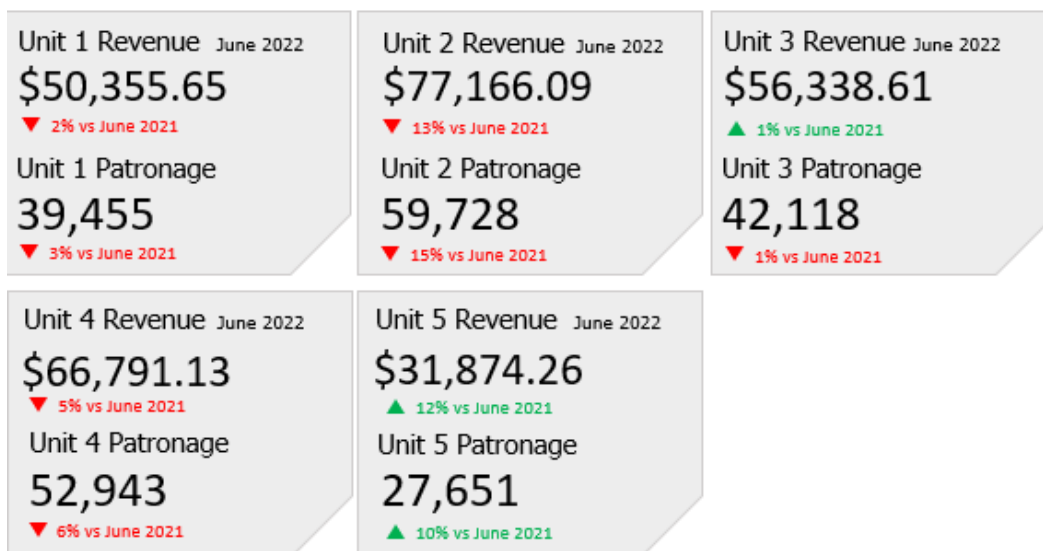 Unit 1 Revenue June 2022
$50,355.65
▼ 2% vs June 2021
Unit 1 Patronage
39,455
▼ 3% vs June 2021
Unit 2 Revenue June 2022
$77,166.09
▼ 13% vs June 2021
Unit 2 Patronage
59,728
▼ 15% vs June 2021
Unit 3 Revenue June 2022
$56,338.61
▲ 1% vs June 2021
Unit 3 Patronage
42,118
▼ 1% vs June 2021
Unit 4 Revenue June 2022
$66,791.13
▼ 5% vs June 2021
Unit 4 Patronage
52,943
▼ 6% vs June 2021
Unit 5 Revenue June 2022
$31,874.26
▲ 12% vs June 2021
Unit 5 Patronage
27,651
▲ 10% vs June 2021